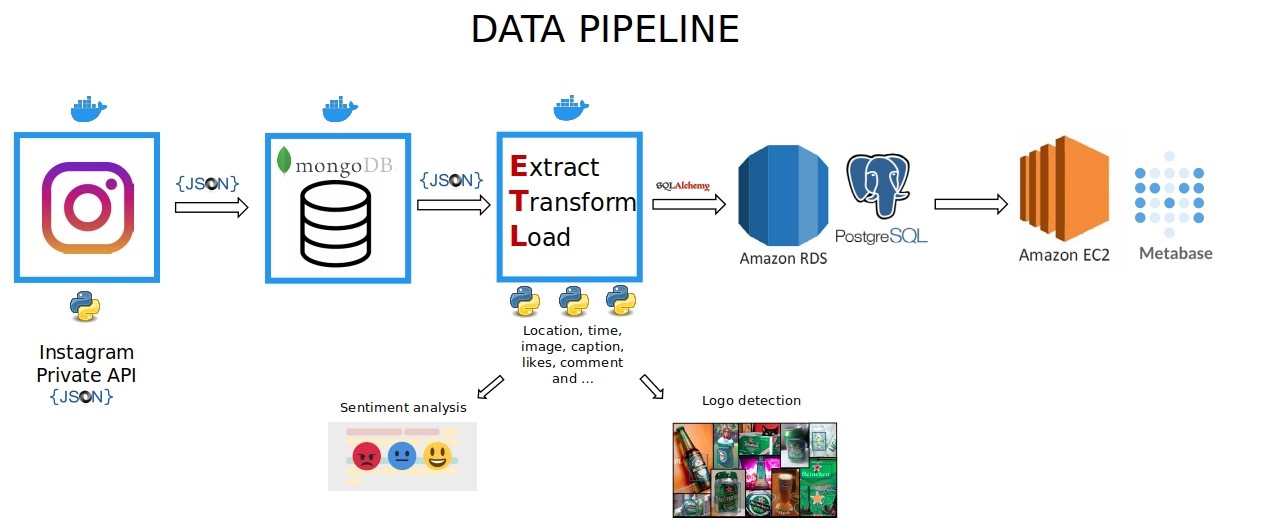 DATA PIPELINE
{JSON}
mongoDB.
{JSON}
Extract
Transform
Load
SQLAlchemy
PostgreSQL
Amazon RDS
Amazon EC2
Metabase
Instagram
Private API
{JSON}
Location, time,
image, caption,
likes, comment
and ...
Sentiment analysis
Logo detection
Heineken